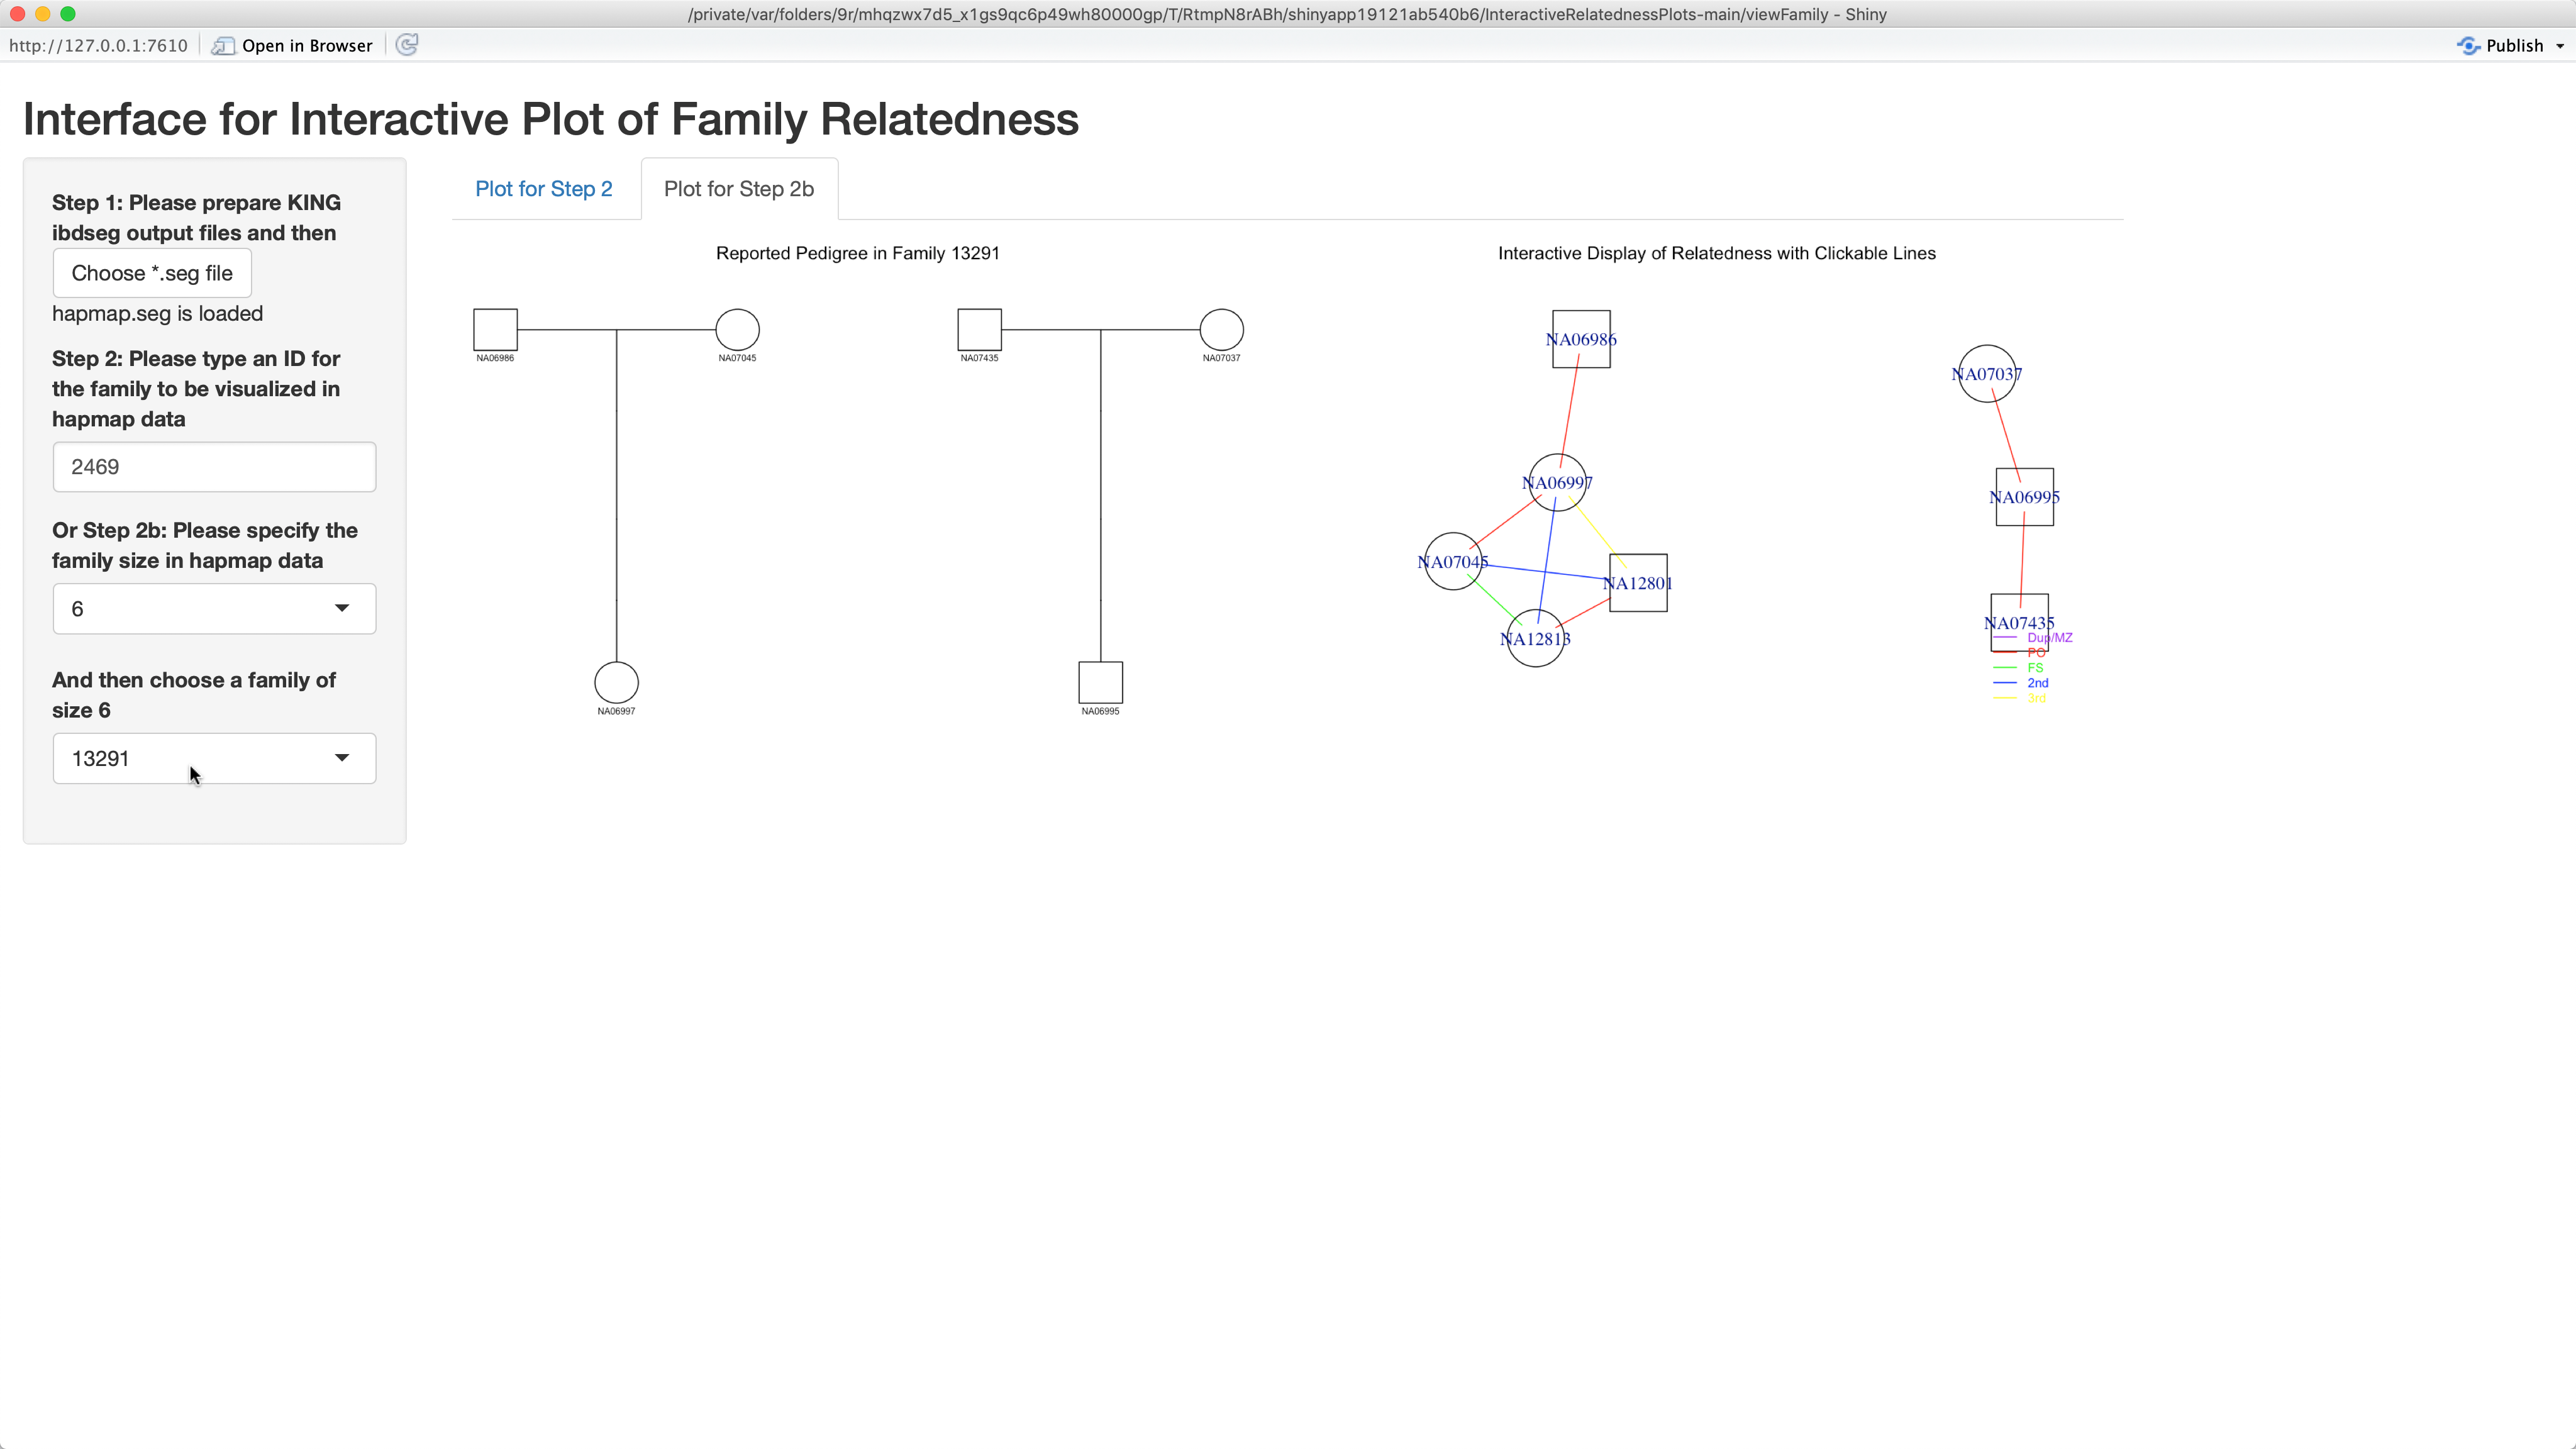 /private/var/folders/9r/mhqzwx7d5_x1gs9qc6p49wh80000gp/T/RtmpN8rABh/shinyapp19121ab540b6/InteractiveRelatednessPlots-main/viewFamily - Shiny
http://127.0.0.1:7610 Open in Browser Publish
Interface for Interactive Plot of Family Relatedness
Step 1: Please prepare KING
ibdseg output files and then
Choose *.seg file
hapmap.seg is loaded
Step 2: Please type an ID for
the family to be visualized in
hapmap data
2469
Or Step 2b: Please specify the
family size in hapmap data
6
And then choose a family of
size 6
13291
Plot for Step 2 Plot for Step 2b
Reported Pedigree in Family 13291
NA06986 NA07045 NA07435 NA07037
NA06997 NA06995
Interactive Display of Relatedness with Clickable Lines
NA06986
NA07037
NA06997
NA06995
NA07045
NA12801
NA12813
NA07435
Dup/MZ
PO
FS
2nd
3rd